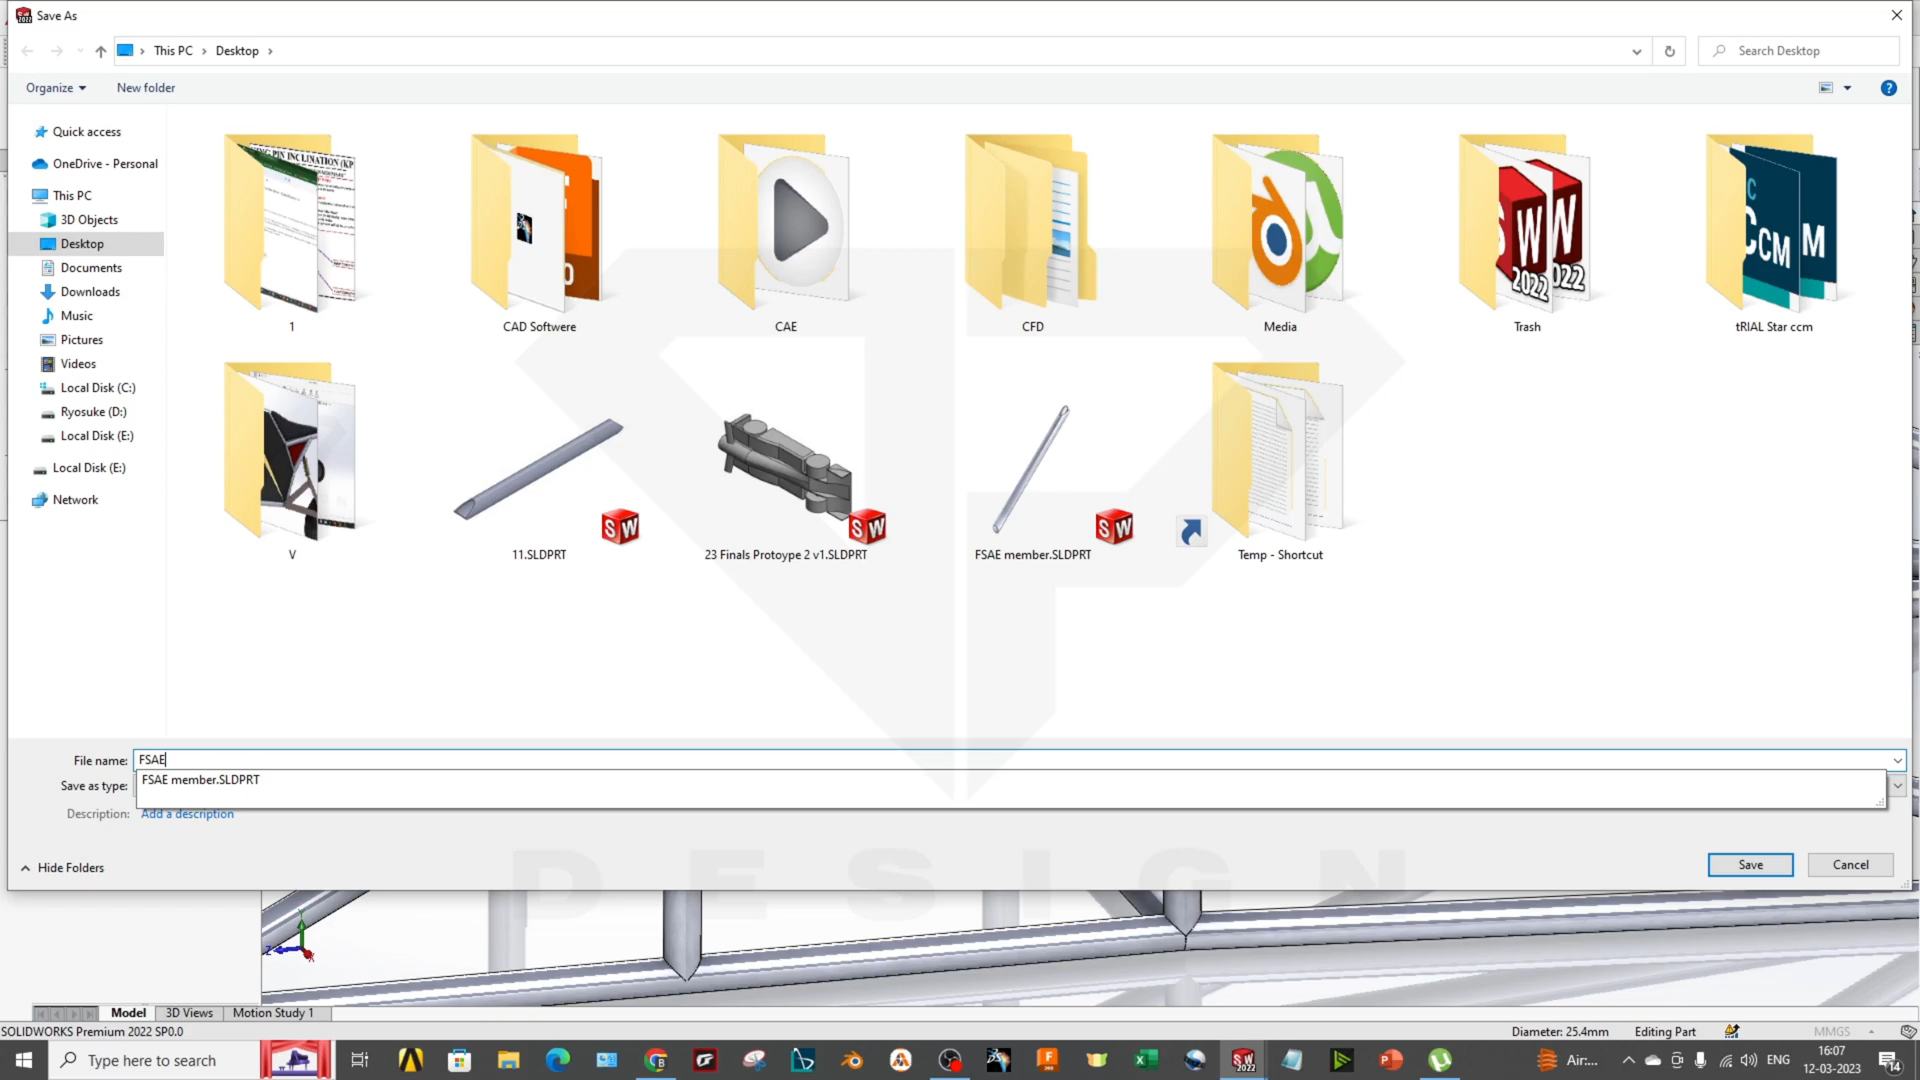 Save As
This PC
Desktop
Search Desktop
Organize
New folder
Quick access
OneDrive - Personal
This PC
3D Objects
Desktop
Documents
Downloads
Music
Pictures
Videos
Local Disk (C:)
Ryosuke (D:)
Local Disk (E:)
Local Disk (E:)
Network
1
CAD Softwere
CAE
CFD
Media
Trash
tRIAL Star ccm
V
11.SLDPRT
23 Finals Protoype 2 v1.SLDPRT
FSAE member.SLDPRT
Temp - Shortcut
File name:
FSAE
FSAE member.SLDPRT
Save as type:
Description:
Add a description
Hide Folders
Save
Cancel
DESIGN
Model
3D Views
Motion Study 1
SOLIDWORKS Premium 2022 SP0.0
Diameter: 25.4mm
Editing Part
MMGS
Type here to search
Air:...
ENG
16:07
12-03-2023
14